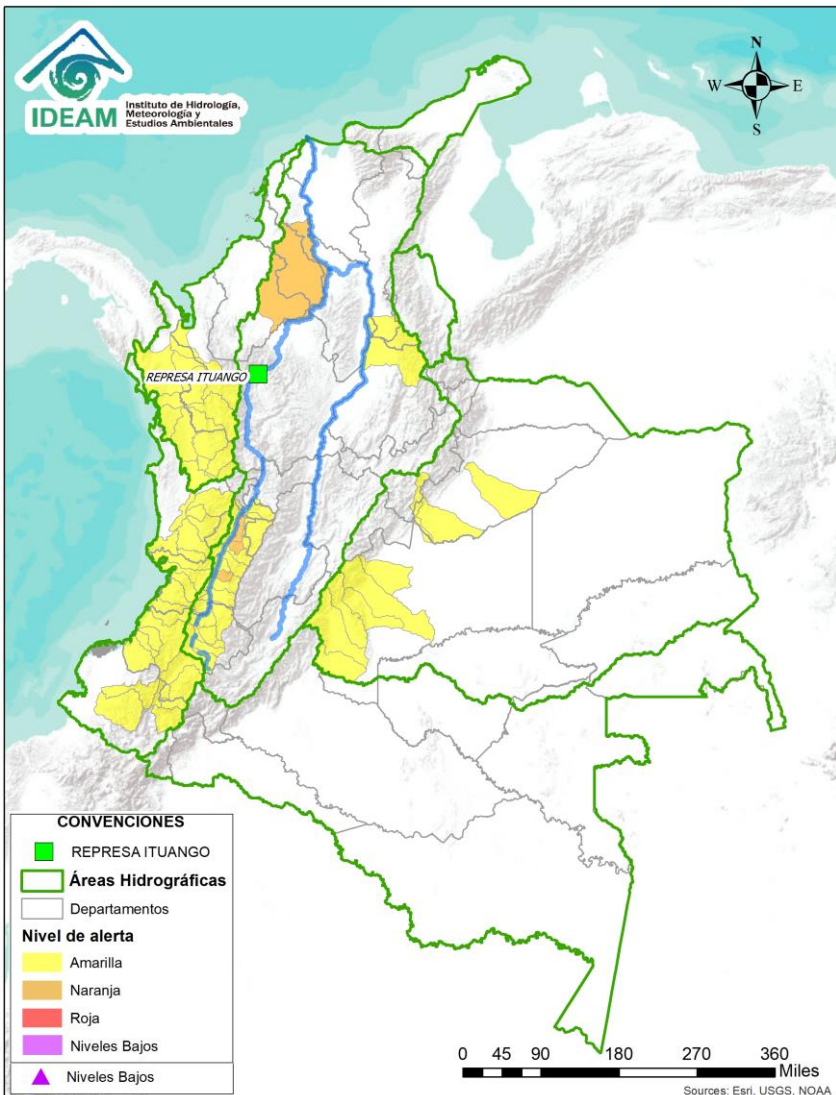 IDEAM
Instituto de Hidrología,
Meteorología y
Estudios Ambientales
N
W
E
S
REPRESA ITUANGO
CONVENCIONES
REPRESA ITUANGO
Áreas Hidrográficas
Departamentos
Nivel de alerta
Amarilla
Naranja
Roja
Niveles Bajos
Niveles Bajos
0 45 90 180 270 360
Miles
Sources: Esri, USGS, NOAA